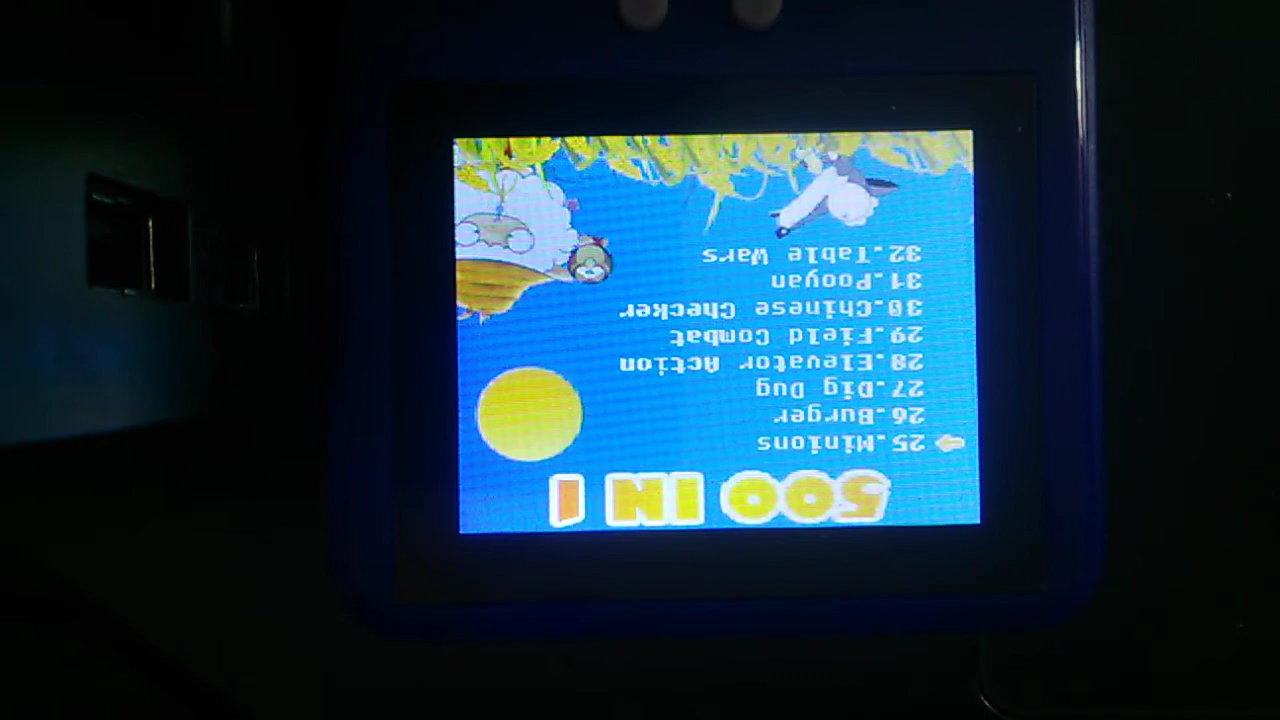 500 IN 1
25.Minions
26.Burger
27.Dig Dug
28.Elevator Action
29.Field Combat
30.Chinese Checker
31.Pooyan
32.Table Wars